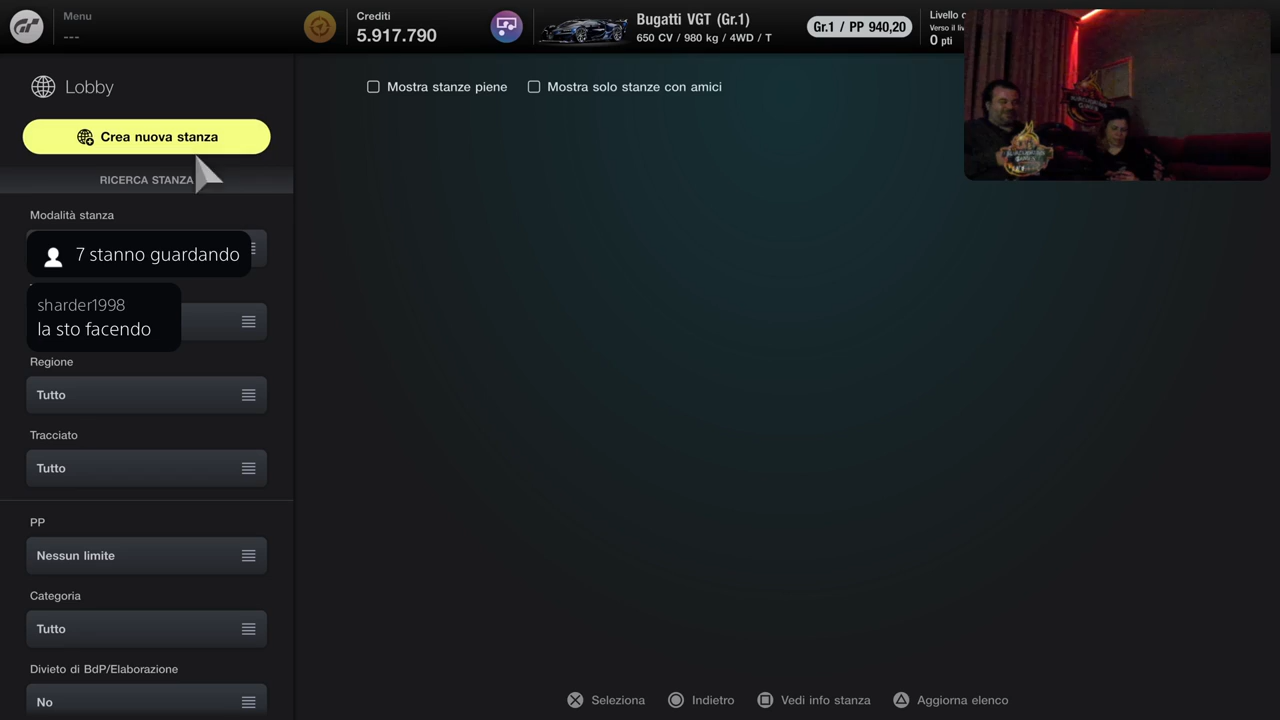 Menu
---
Crediti
5.917.790
Bugatti VGT (Gr.1)
650 CV / 980 kg / 4WD / T
Gr.1 / PP 940,20
Livello
Verso il
0 pti
Lobby
Crea nuova stanza
RICERCA STANZA
Mostra stanze piene
Mostra solo stanze con amici
Modalità stanza
7 stanno guardando
sharder1998
la sto facendo
Regione
Tutto
Tracciato
Tutto
PP
Nessun limite
Categoria
Tutto
Divieto di BdP/Elaborazione
No
Seleziona
Indietro
Vedi info stanza
Aggiorna elenco